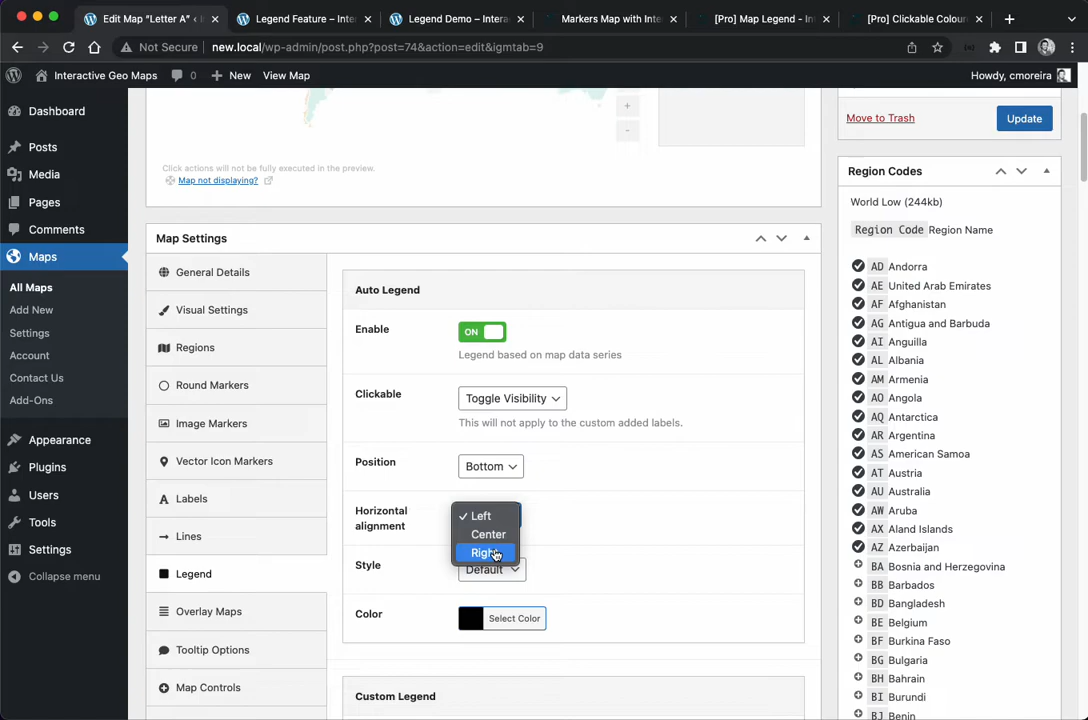 Edit Map "Letter A" ‹ I
Legend Feature – Inter
Legend Demo – Interac
Markers Map with Inte
[Pro] Map Legend - Int
[Pro] Clickable Colour
Not Secure
new.local/wp-admin/post.php?post=74&action=edit&igmtab=9
Interactive Geo Maps
0
New
View Map
Howdy, cmoreira
Dashboard
Posts
Media
Pages
Comments
Maps
All Maps
Add New
Settings
Account
Contact Us
Add-Ons
Appearance
Plugins
Users
Tools
Settings
Collapse menu
+
-
Click actions will not be fully executed in the preview.
Map not displaying?
Map Settings
General Details
Visual Settings
Regions
Round Markers
Image Markers
Vector Icon Markers
Labels
Lines
Legend
Overlay Maps
Tooltip Options
Map Controls
Auto Legend
Enable
ON
Legend based on map data series
Clickable
Toggle Visibility
This will not apply to the custom added labels.
Position
Bottom
Horizontal
alignment
Left
Center
Right
Style
Default
Color
Select Color
Custom Legend
Move to Trash
Update
Region Codes
World Low (244kb)
Region Code Region Name
AD Andorra
AE United Arab Emirates
AF Afghanistan
AG Antigua and Barbuda
AI Anguilla
AL Albania
AM Armenia
AO Angola
AQ Antarctica
AR Argentina
AS American Samoa
AT Austria
AU Australia
AW Aruba
AX Aland Islands
AZ Azerbaijan
BA Bosnia and Herzegovina
BB Barbados
BD Bangladesh
BE Belgium
BF Burkina Faso
BG Bulgaria
BH Bahrain
BI Burundi
BJ Benin